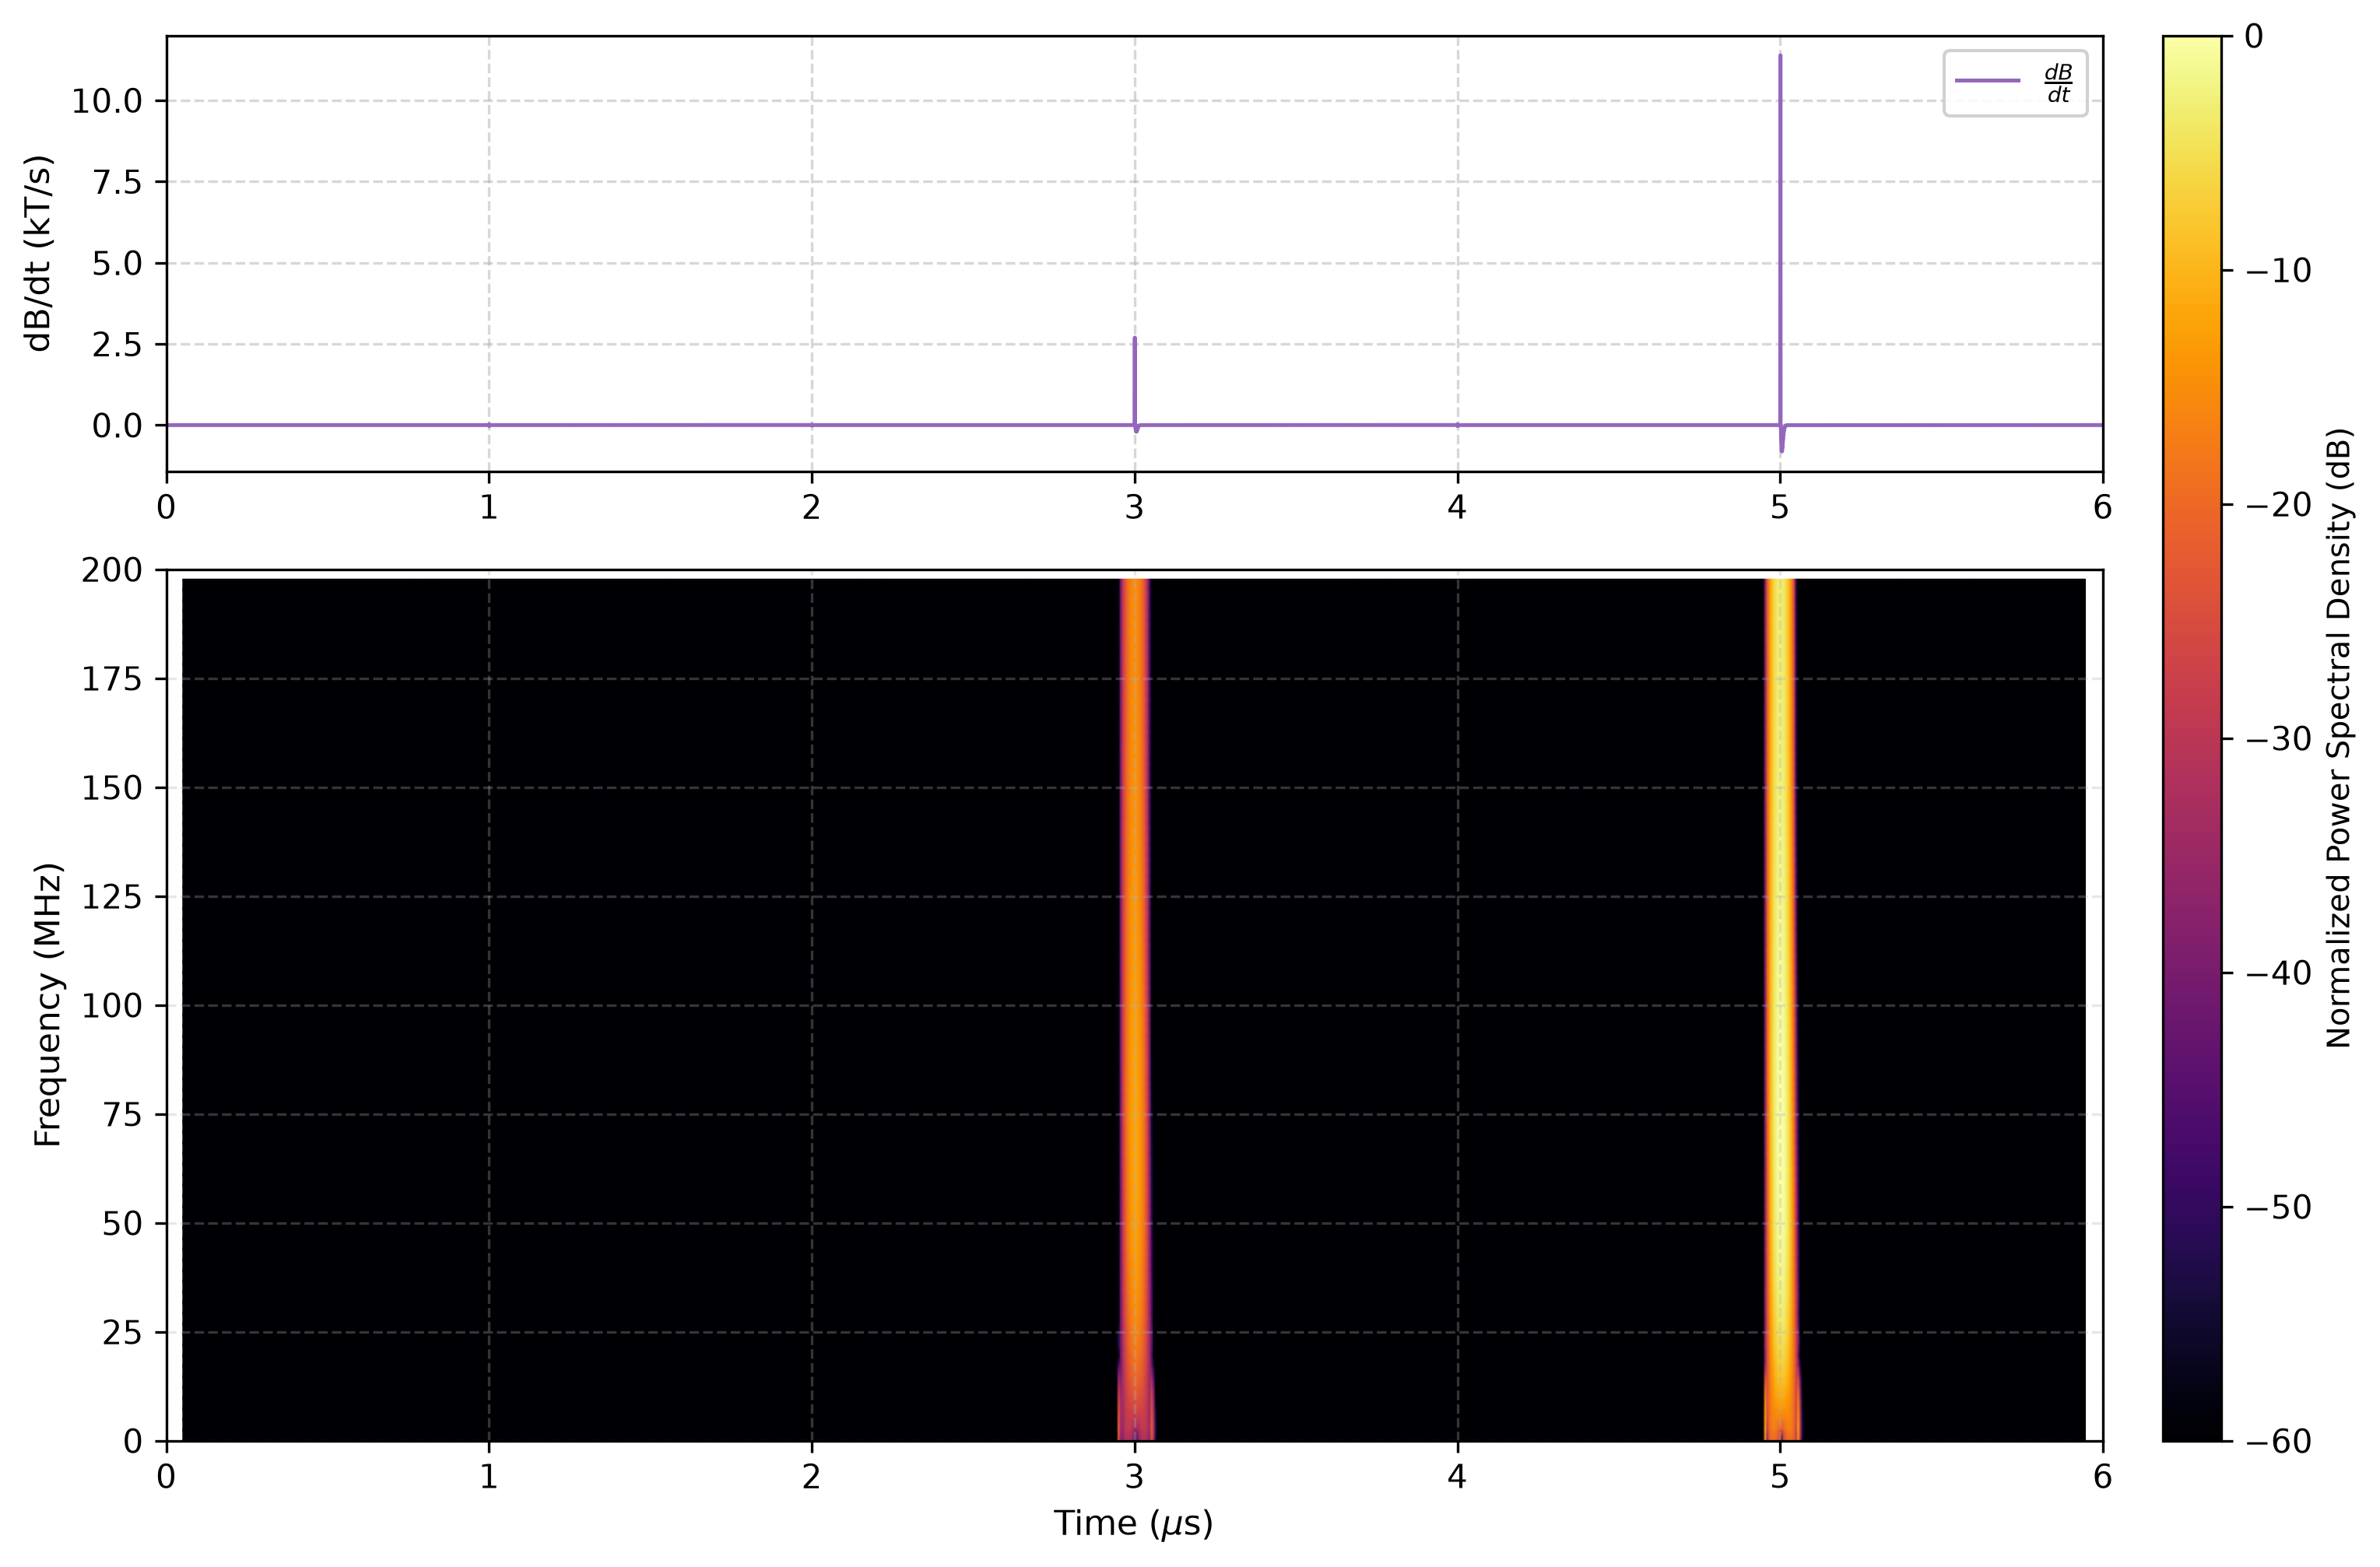 dB/dt (kT/s)
10.0
7.5
5.0
2.5
0.0
dB
dt
0 1 2 3 4 5 6
Frequency (MHz)
200
175
150
125
100
75
50
25
0
0 1 2 3 4 5 6
Time (μs)
0
−10
−20
−30
−40
−50
−60
Normalized Power Spectral Density (dB)